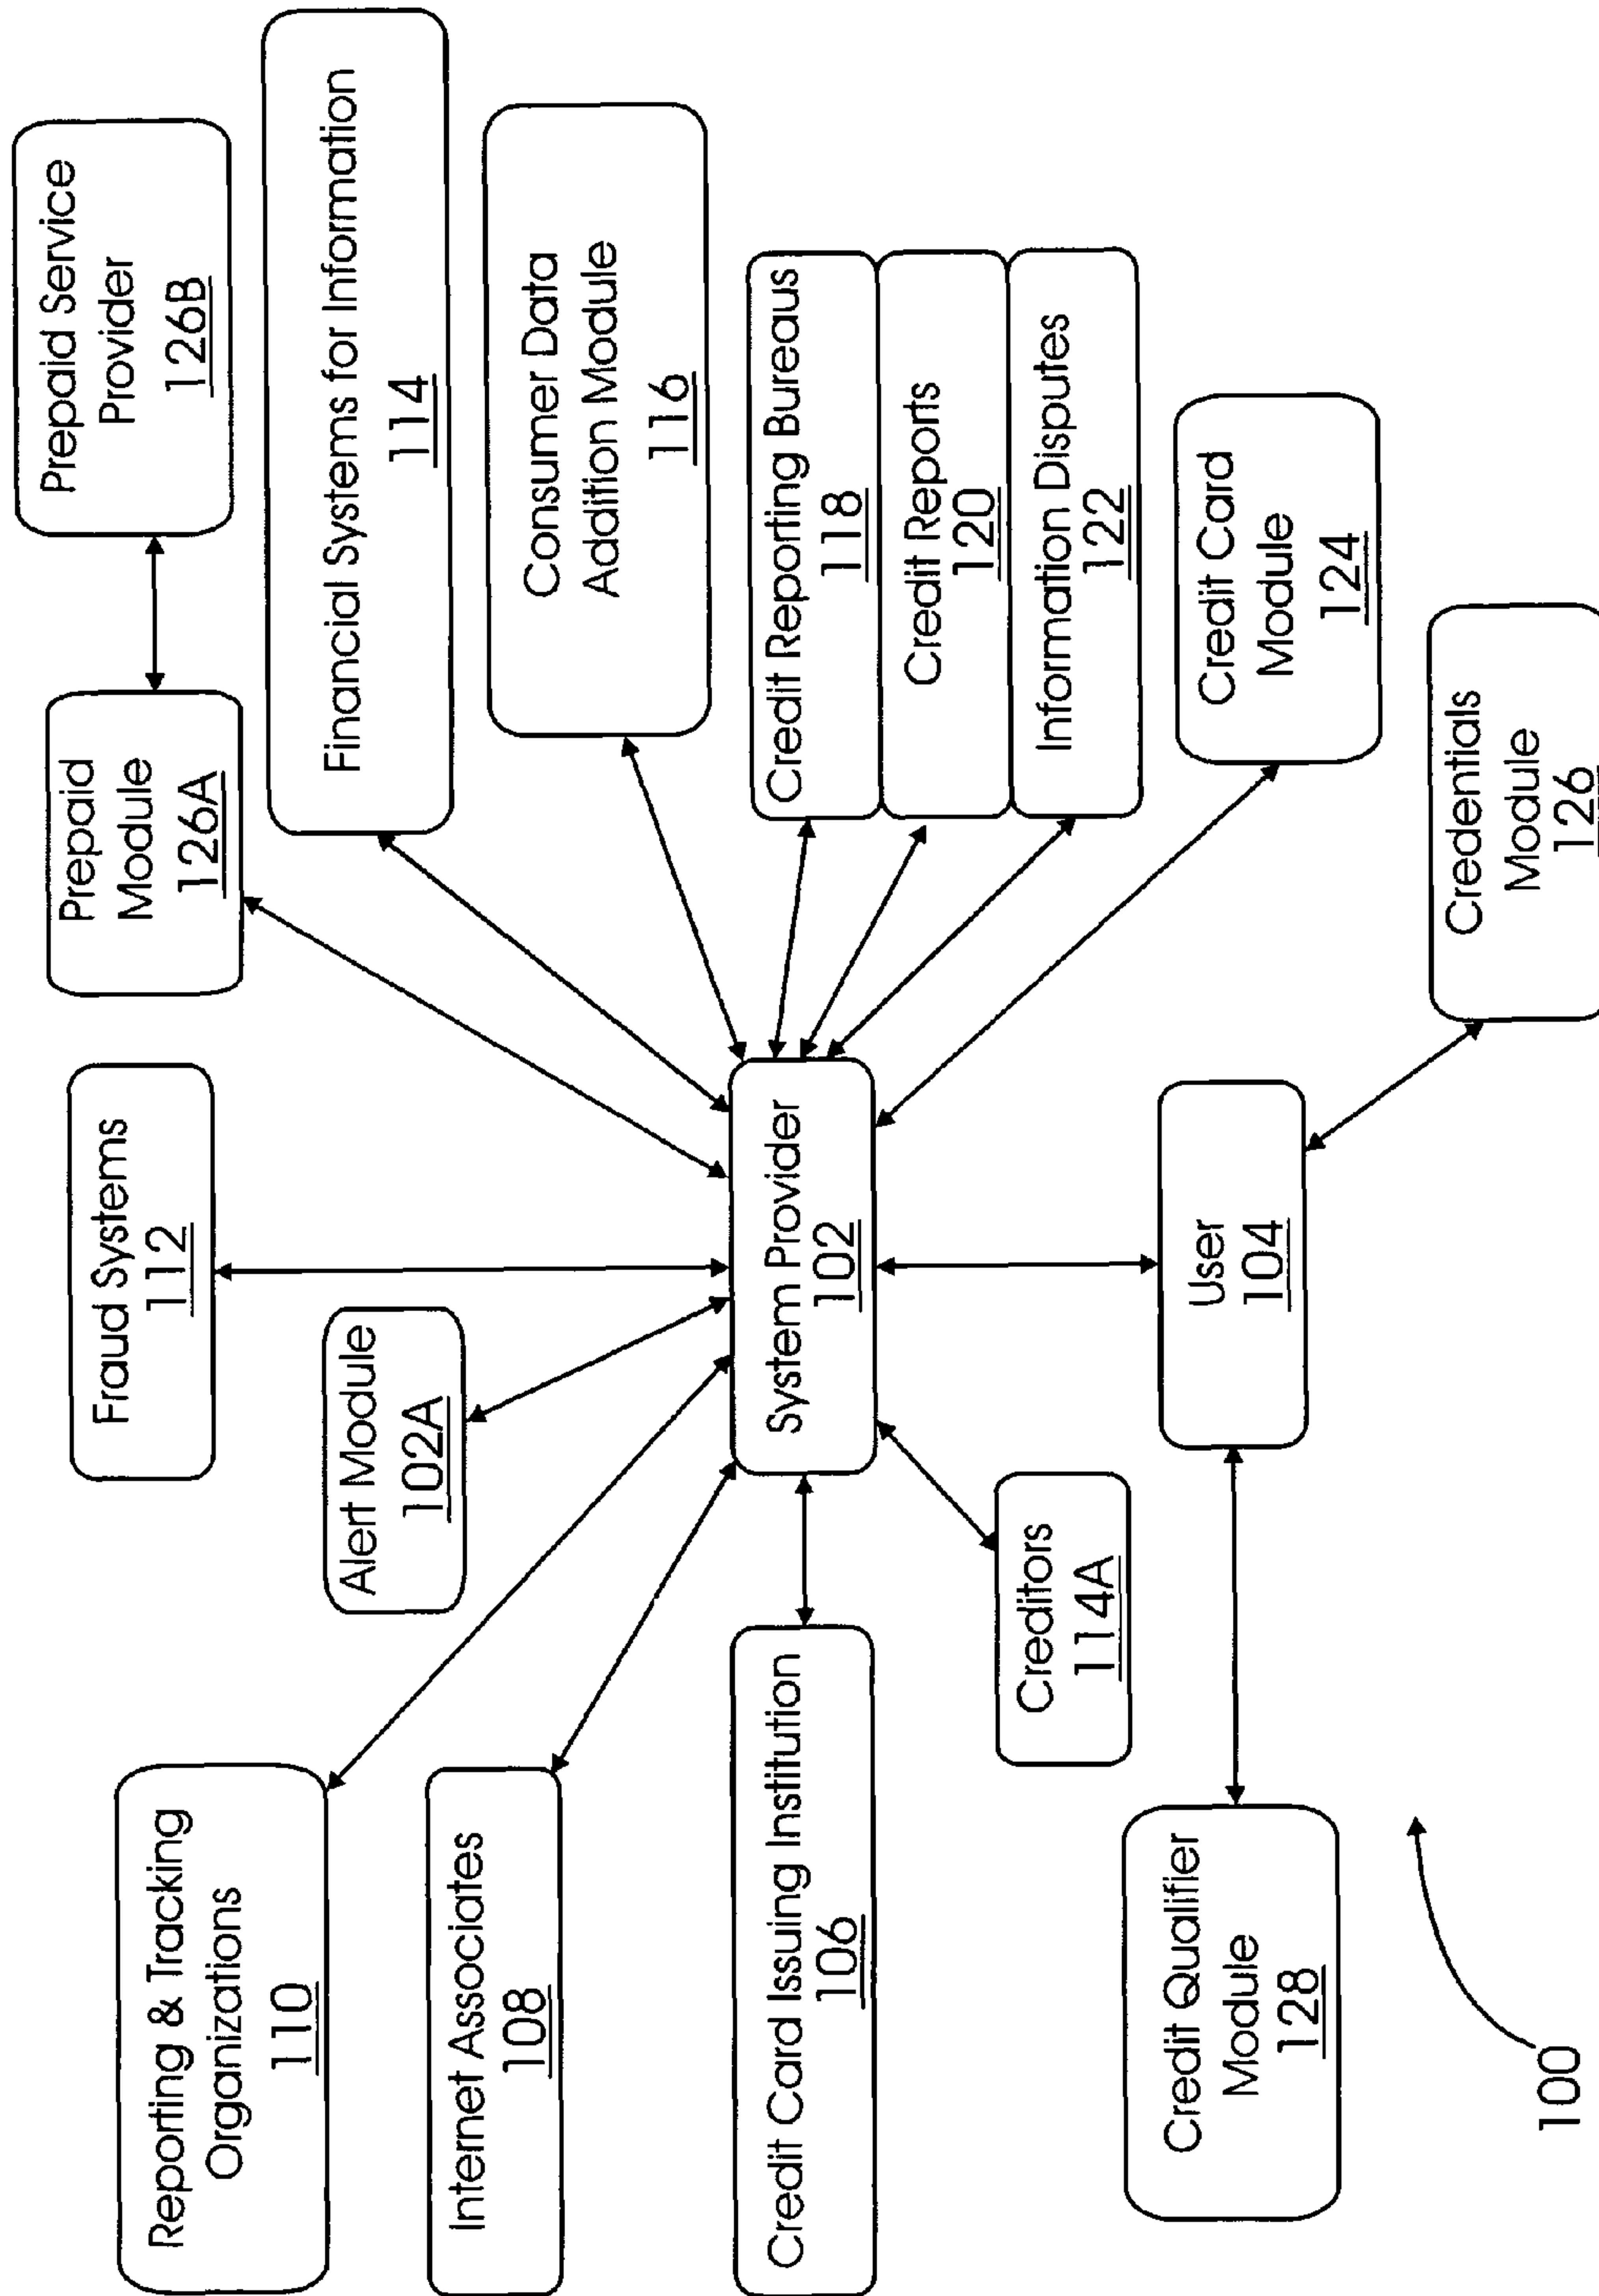 Reporting & Tracking
Organizations
110
Internet Associates
108
Credit Card Issuing Institution
106
Credit Qualifier
Module
128
Creditors
114A
Alert Module
102A
Fraud Systems
112
System Provider
102
User
104
Prepaid
Module
126A
Prepaid Service
Provider
126B
Financial Systems for Information
114
Consumer Data
Addition Module
116
Credit Reporting Bureaus
118
Credit Reports
120
Information Disputes
122
Credit Card
Module
124
Credentials
Module
126
100